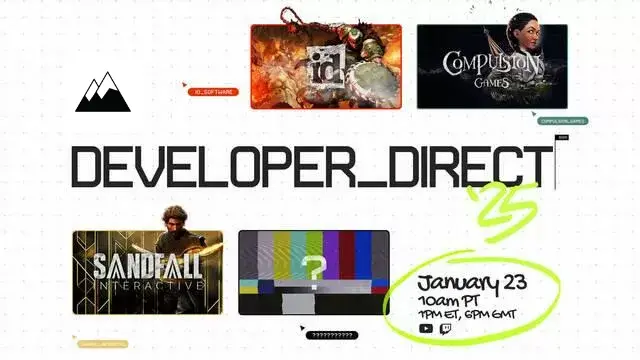 id
ID_SOFTWARE
COMPULSION
GAMES
COMPULSION_GAMES
DEVELOPER_DIRECT
'25
SANDFALL
INTERACTIVE
?
January 23
10am PT
1PM ET, 6PM GMT
???????????